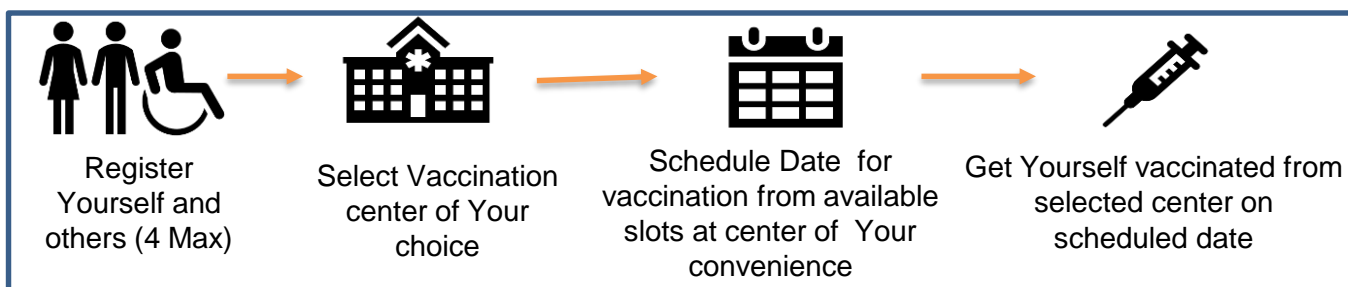 Register
Yourself and
others (4 Max)
Select Vaccination
center of Your
choice
Schedule Date for
vaccination from available
slots at center of Your
convenience
Get Yourself vaccinated from
selected center on
scheduled date